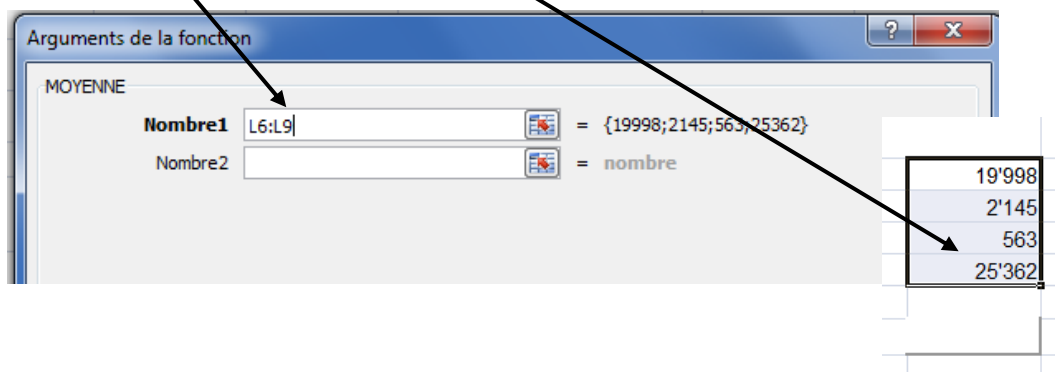 Arguments de la fonction
? x
MOYENNE
Nombre1 L6:L9 = {19998;2145;563;25362}
Nombre2 = nombre
19'998
2'145
563
25'362